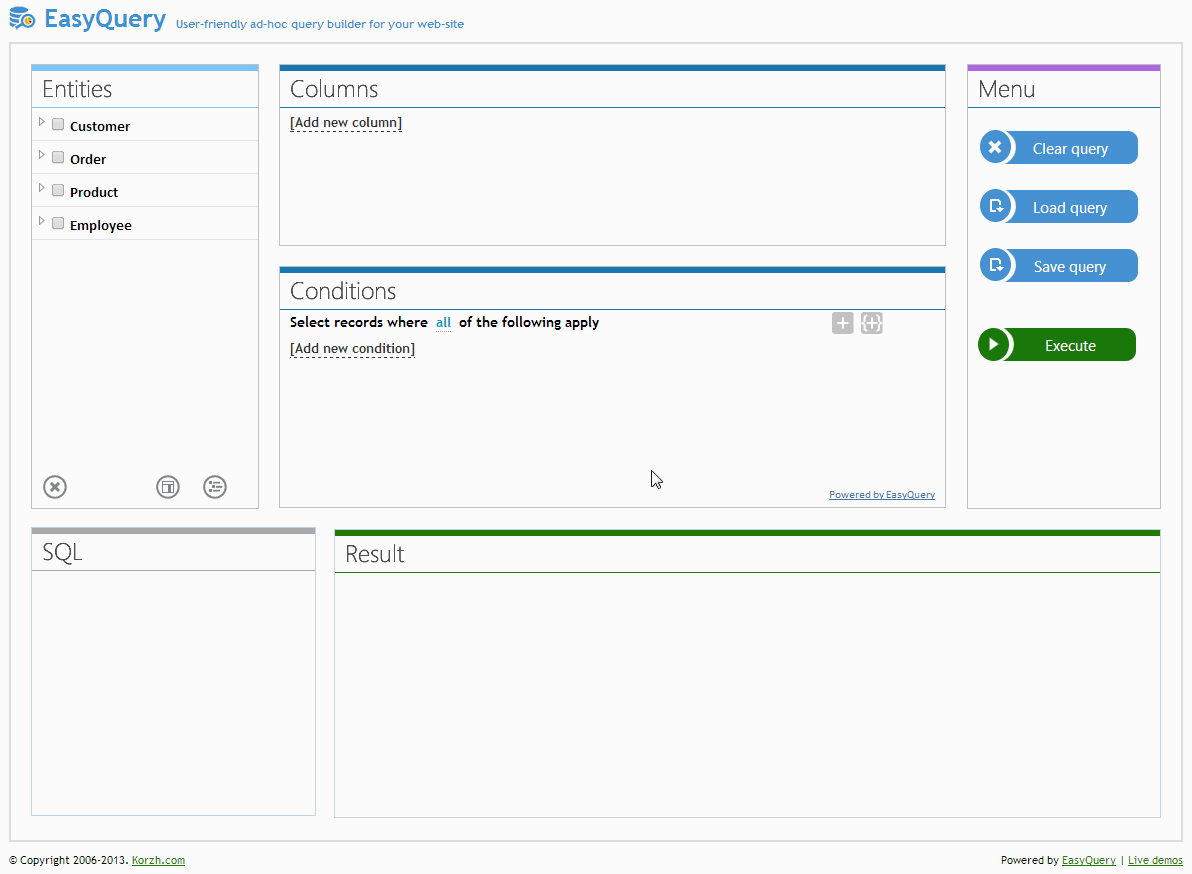 EasyQuery User-friendly ad-hoc query builder for your web-site
Entities
Customer
Order
Product
Employee
Columns
[Add new column]
Conditions
Select records where all of the following apply
[Add new condition]
Powered by EasyQuery
Menu
Clear query
Load query
Save query
Execute
SQL
Result
© Copyright 2006-2013. Korzh.com
Powered by EasyQuery | Live demos